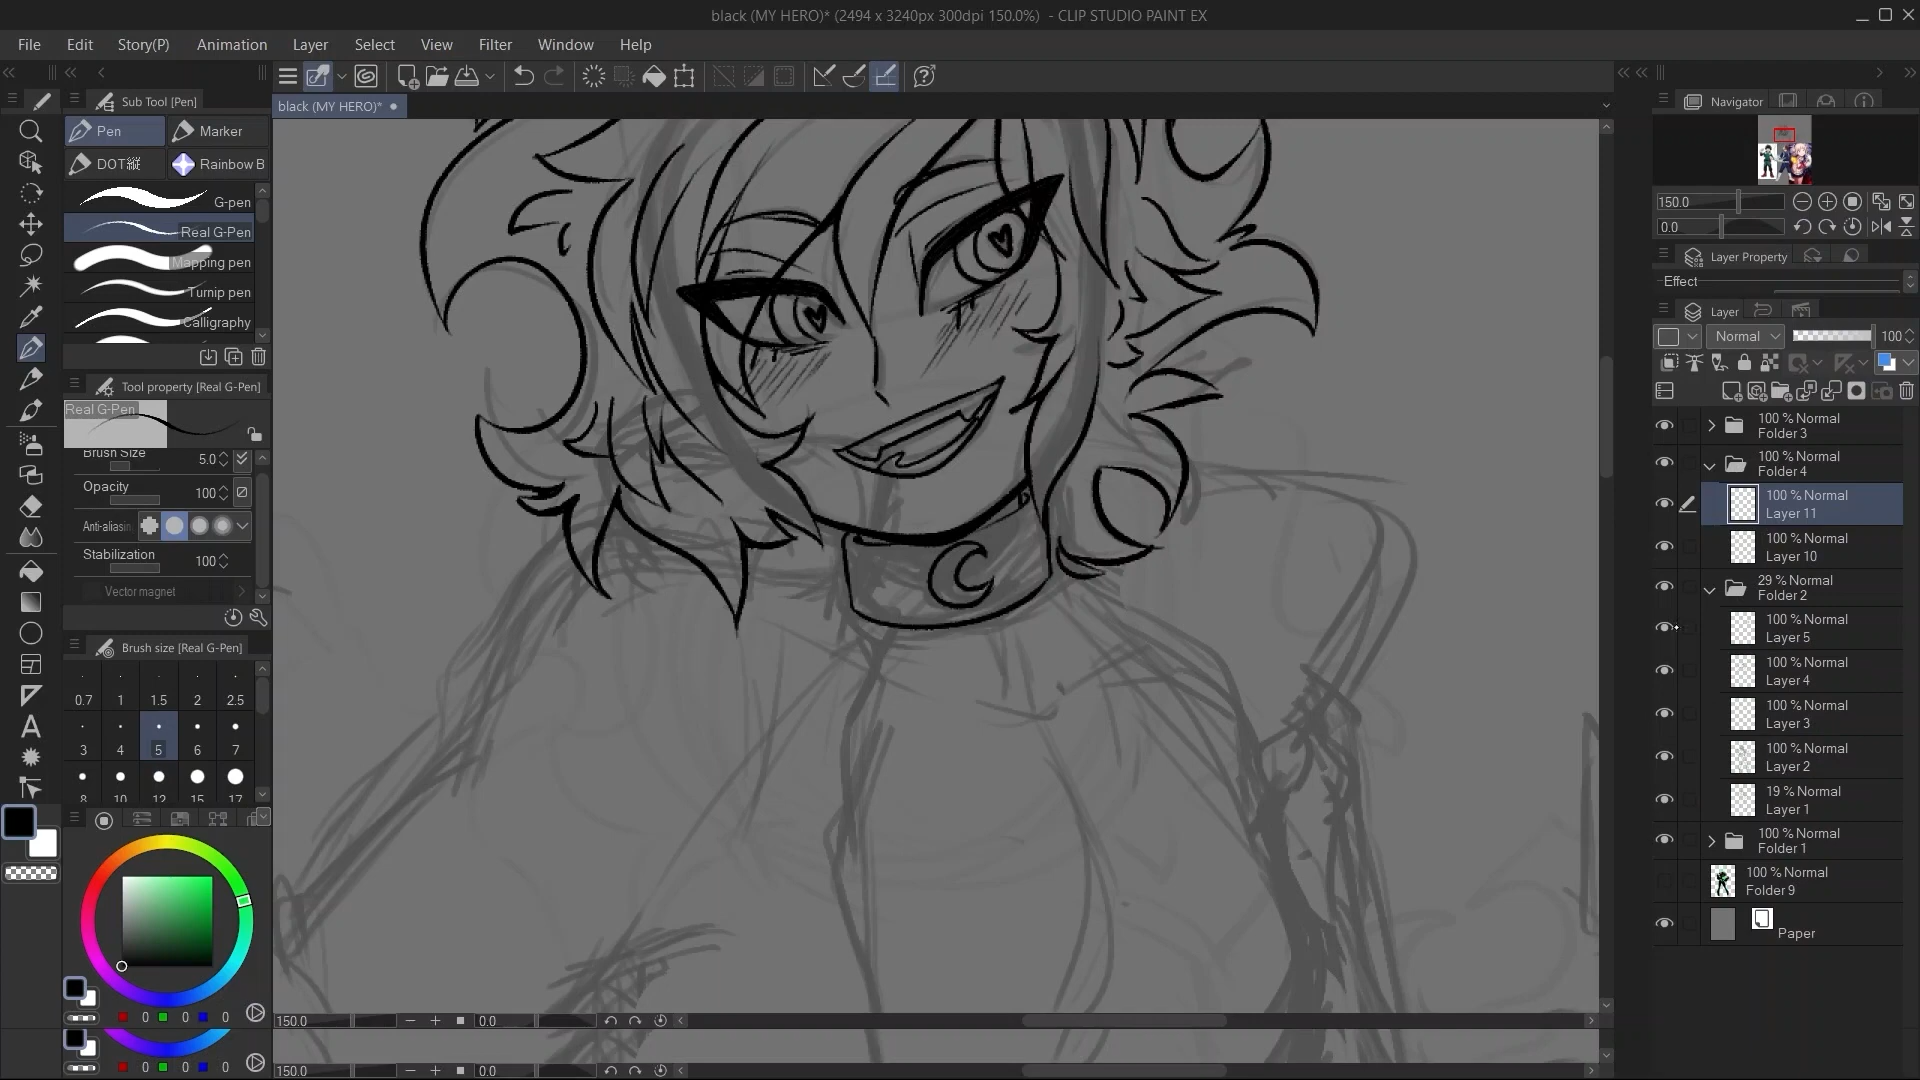 black (MY HERO)* (2494 x 3240px 300dpi 150.0%) - CLIP STUDIO PAINT EX
File Edit Story(P) Animation Layer Select View Filter Window Help
Sub Tool [Pen]
black (MY HERO)*
Navigator
Pen Marker
DOT縦 Rainbow B
G-pen
Real G-Pen
Mapping pen
Turnip pen
Calligraphy
150.0
0.0
Layer Property
Effect
Layer
Normal 100
Tool property [Real G-Pen]
Real G-Pen
Brush Size 5.0
Opacity 100
Anti-aliasin
Stabilization 100
Vector magnet
Brush size [Real G-Pen]
0.7 1 1.5 2 2.5
3 4 5 6 7
8 10 12 15 17
100 % Normal
Folder 3
100 % Normal
Folder 4
100 % Normal
Layer 11
100 % Normal
Layer 10
29 % Normal
Folder 2
100 % Normal
Layer 5
100 % Normal
Layer 4
100 % Normal
Layer 3
100 % Normal
Layer 2
19 % Normal
Layer 1
100 % Normal
Folder 1
100 % Normal
Folder 9
Paper
A
0 0 0
150.0 0.0
0 0 0
150.0 0.0